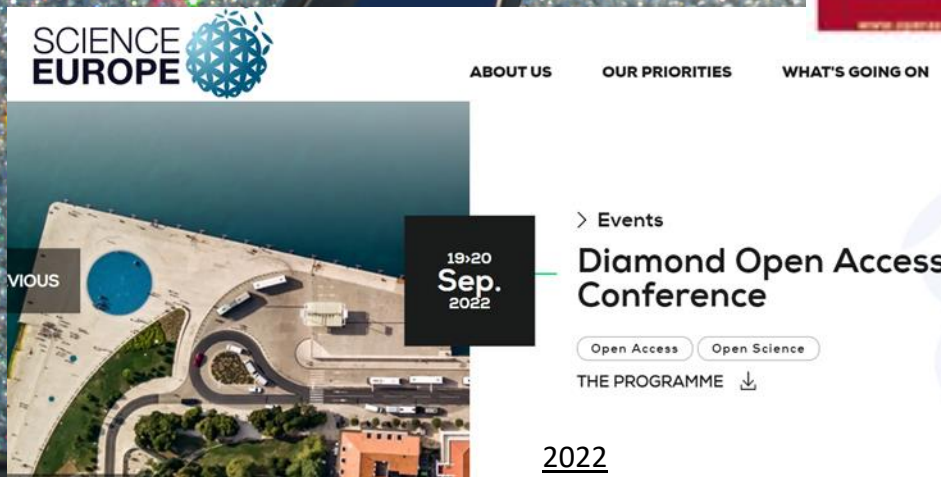 SCIENCE
EUROPE
ABOUT US
OUR PRIORITIES
WHAT'S GOING ON
VIOUS
19>20
Sep.
2022
> Events
Diamond Open Access
Conference
Open Access
Open Science
THE PROGRAMME
2022